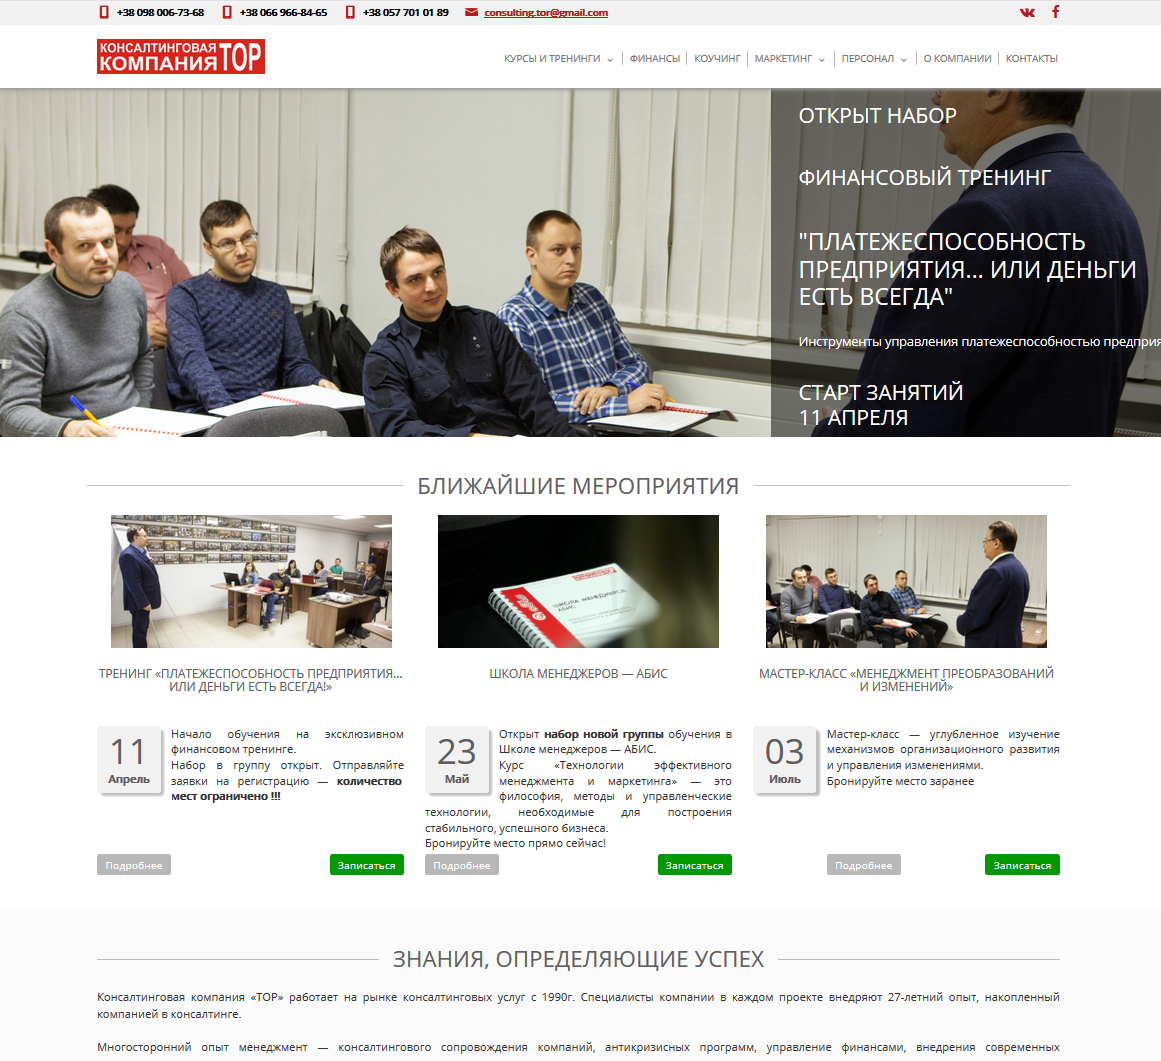 +38 098 006-73-68 +38 066 966-84-65 +38 057 701 01 89 consulting.tor@gmail.com
КОНСАЛТИНГОВАЯ
КОМПАНИЯ ТОР
КУРСЫ И ТРЕНИНГИ ФИНАНСЫ КОУЧИНГ МАРКЕТИНГ ПЕРСОНАЛ О КОМПАНИИ КОНТАКТЫ
ОТКРЫТ НАБОР
ФИНАНСОВЫЙ ТРЕНИНГ
"ПЛАТЕЖЕСПОСОБНОСТЬ
ПРЕДПРИЯТИЯ... ИЛИ ДЕНЬГИ
ЕСТЬ ВСЕГДА"
Инструменты управления платежеспособностью предприя
СТАРТ ЗАНЯТИЙ
11 АПРЕЛЯ
БЛИЖАЙШИЕ МЕРОПРИЯТИЯ
ШКОЛА МЕНЕДЖЕРОВ
АБИС
ТРЕНИНГ «ПЛАТЕЖЕСПОСОБНОСТЬ ПРЕДПРИЯТИЯ...
ИЛИ ДЕНЬГИ ЕСТЬ ВСЕГДА!»
11
Апрель
Начало обучения на эксклюзивном
финансовом тренинге.
Набор в группу открыт. Отправляйте
заявки на регистрацию — количество
мест ограничено !!!
Подробнее Записаться
ШКОЛА МЕНЕДЖЕРОВ — АБИС
23
Май
Открыт набор новой группы обучения в
Школе менеджеров — АБИС.
Курс «Технологии эффективного
менеджмента и маркетинга» — это
философия, методы и управленческие
технологии, необходимые для построения
стабильного, успешного бизнеса.
Бронируйте место прямо сейчас!
Подробнее Записаться
МАСТЕР-КЛАСС «МЕНЕДЖМЕНТ ПРЕОБРАЗОВАНИЙ
И ИЗМЕНЕНИЙ»
03
Июль
Мастер-класс — углубленное изучение
механизмов организационного развития
и управления изменениями.
Бронируйте место заранее
Подробнее Записаться
ЗНАНИЯ, ОПРЕДЕЛЯЮЩИЕ УСПЕХ
Консалтинговая компания «ТОР» работает на рынке консалтинговых услуг с 1990г. Специалисты компании в каждом проекте внедряют 27-летний опыт, накопленный
компанией в консалтинге.
Многосторонний опыт менеджмент — консалтингового сопровождения компаний, антикризисных программ, управление финансами, внедрения современных